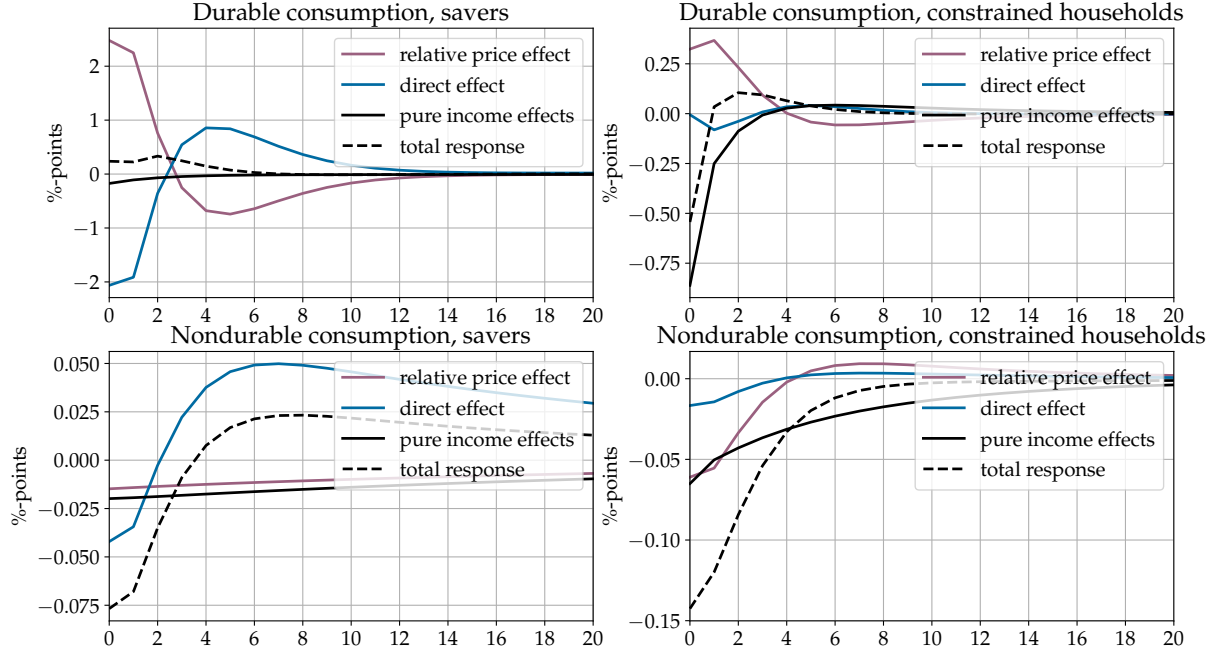 Durable consumption, savers
%-points
2
1
0
−1
−2
relative price effect
direct effect
pure income effects
total response
0 2 4 6 8 10 12 14 16 18 20
Durable consumption, constrained households
%-points
0.25
0.00
−0.25
−0.50
−0.75
relative price effect
direct effect
pure income effects
total response
0 2 4 6 8 10 12 14 16 18 20
Nondurable consumption, savers
%-points
0.050
0.025
0.000
−0.025
−0.050
−0.075
relative price effect
direct effect
pure income effects
total response
0 2 4 6 8 10 12 14 16 18 20
Nondurable consumption, constrained households
%-points
0.00
−0.05
−0.10
−0.15
relative price effect
direct effect
pure income effects
total response
0 2 4 6 8 10 12 14 16 18 20